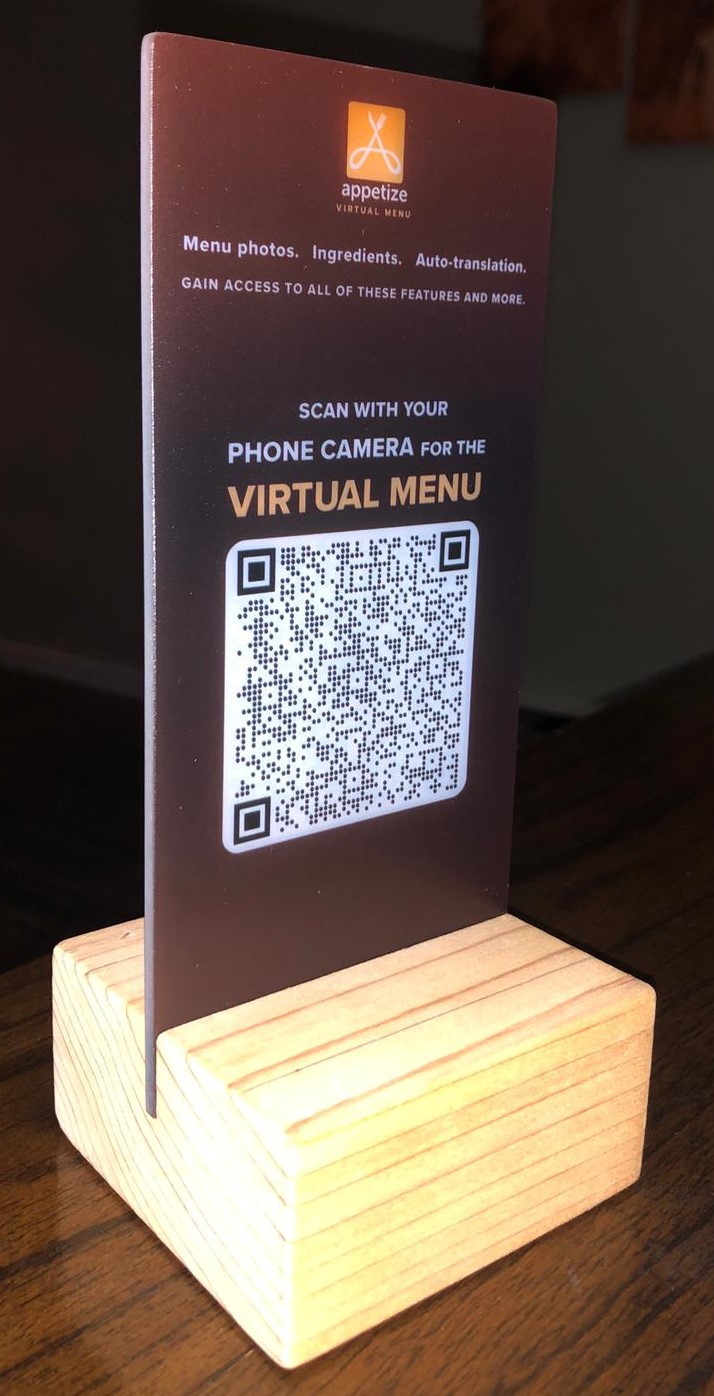 appetize
VIRTUAL MENU
Menu photos. Ingredients. Auto-translation.
GAIN ACCESS TO ALL OF THESE FEATURES AND MORE.
SCAN WITH YOUR
PHONE CAMERA FOR THE
VIRTUAL MENU